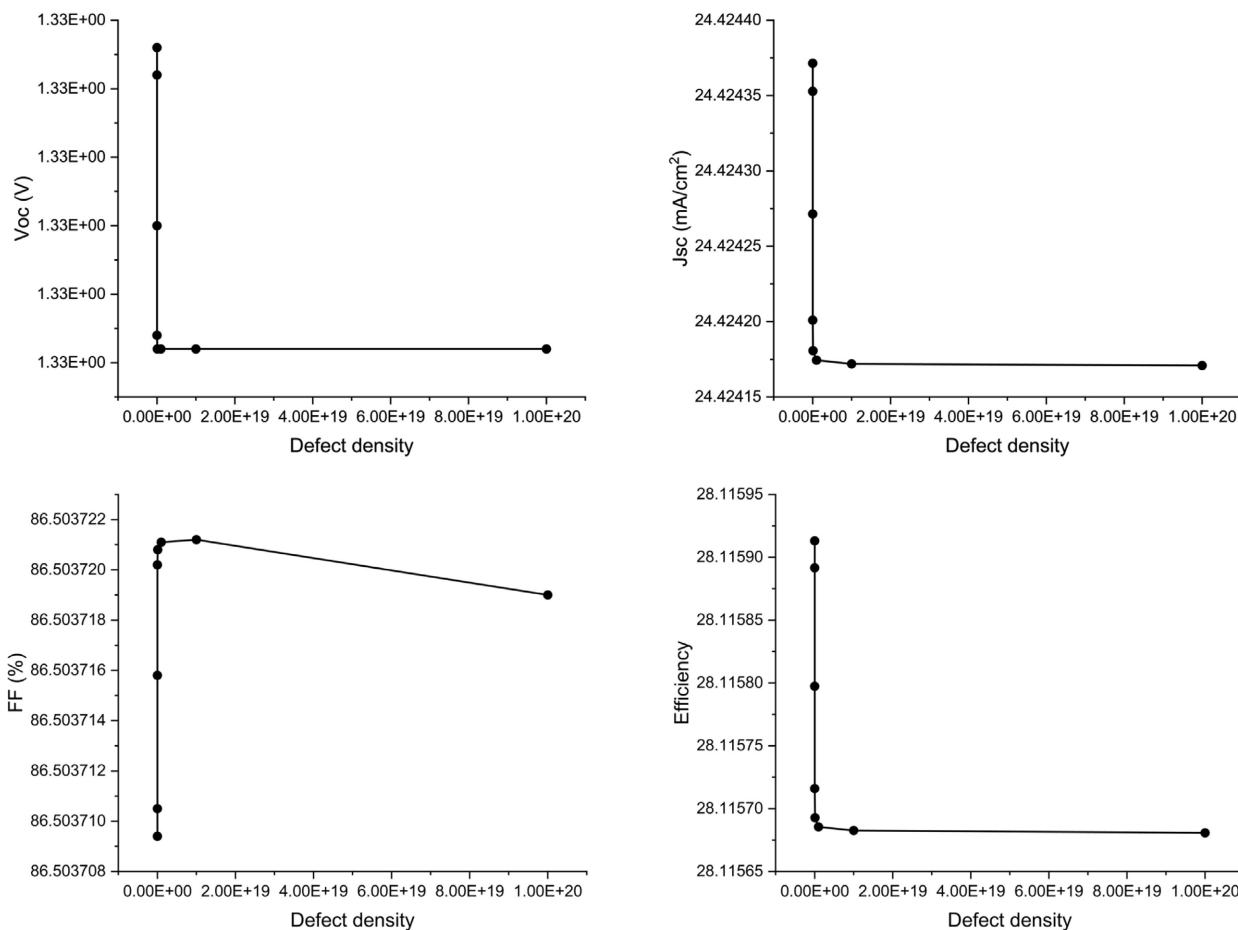 1.33E+00
1.33E+00
1.33E+00
1.33E+00
1.33E+00
1.33E+00
Voc (V)
0.00E+00 2.00E+19 4.00E+19 6.00E+19 8.00E+19 1.00E+20
Defect density
24.42440
24.42435
24.42430
24.42425
24.42420
24.42415
Jsc (mA/cm²)
0.00E+00 2.00E+19 4.00E+19 6.00E+19 8.00E+19 1.00E+20
Defect density
86.503722
86.503720
86.503718
86.503716
86.503714
86.503712
86.503710
86.503708
FF (%)
0.00E+00 2.00E+19 4.00E+19 6.00E+19 8.00E+19 1.00E+20
Defect density
28.11595
28.11590
28.11585
28.11580
28.11575
28.11570
28.11565
Efficiency
0.00E+00 2.00E+19 4.00E+19 6.00E+19 8.00E+19 1.00E+20
Defect density